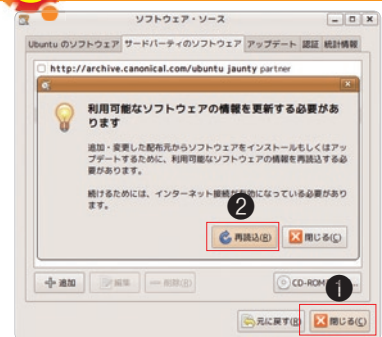 ソフトウェア・ソース
Ubuntu のソフトウェア サードパーティのソフトウェア アップデート 認証 統計情報
http://archive.canonical.com/ubuntu jaunty partner
利用可能なソフトウェアの情報を更新する必要があ
ります
追加・変更した配布元からソフトウェアをインストールもしくはアッ
プデートするために、利用可能なソフトウェアの情報を再読込する必
要があります。
続けるためには、インターネット接続が有効になっている必要があり
ます。
2
再読込(R) 閉じる(C)
追加 編集 削除(R) CD-ROM
1
元に戻す(R) 閉じる(C)